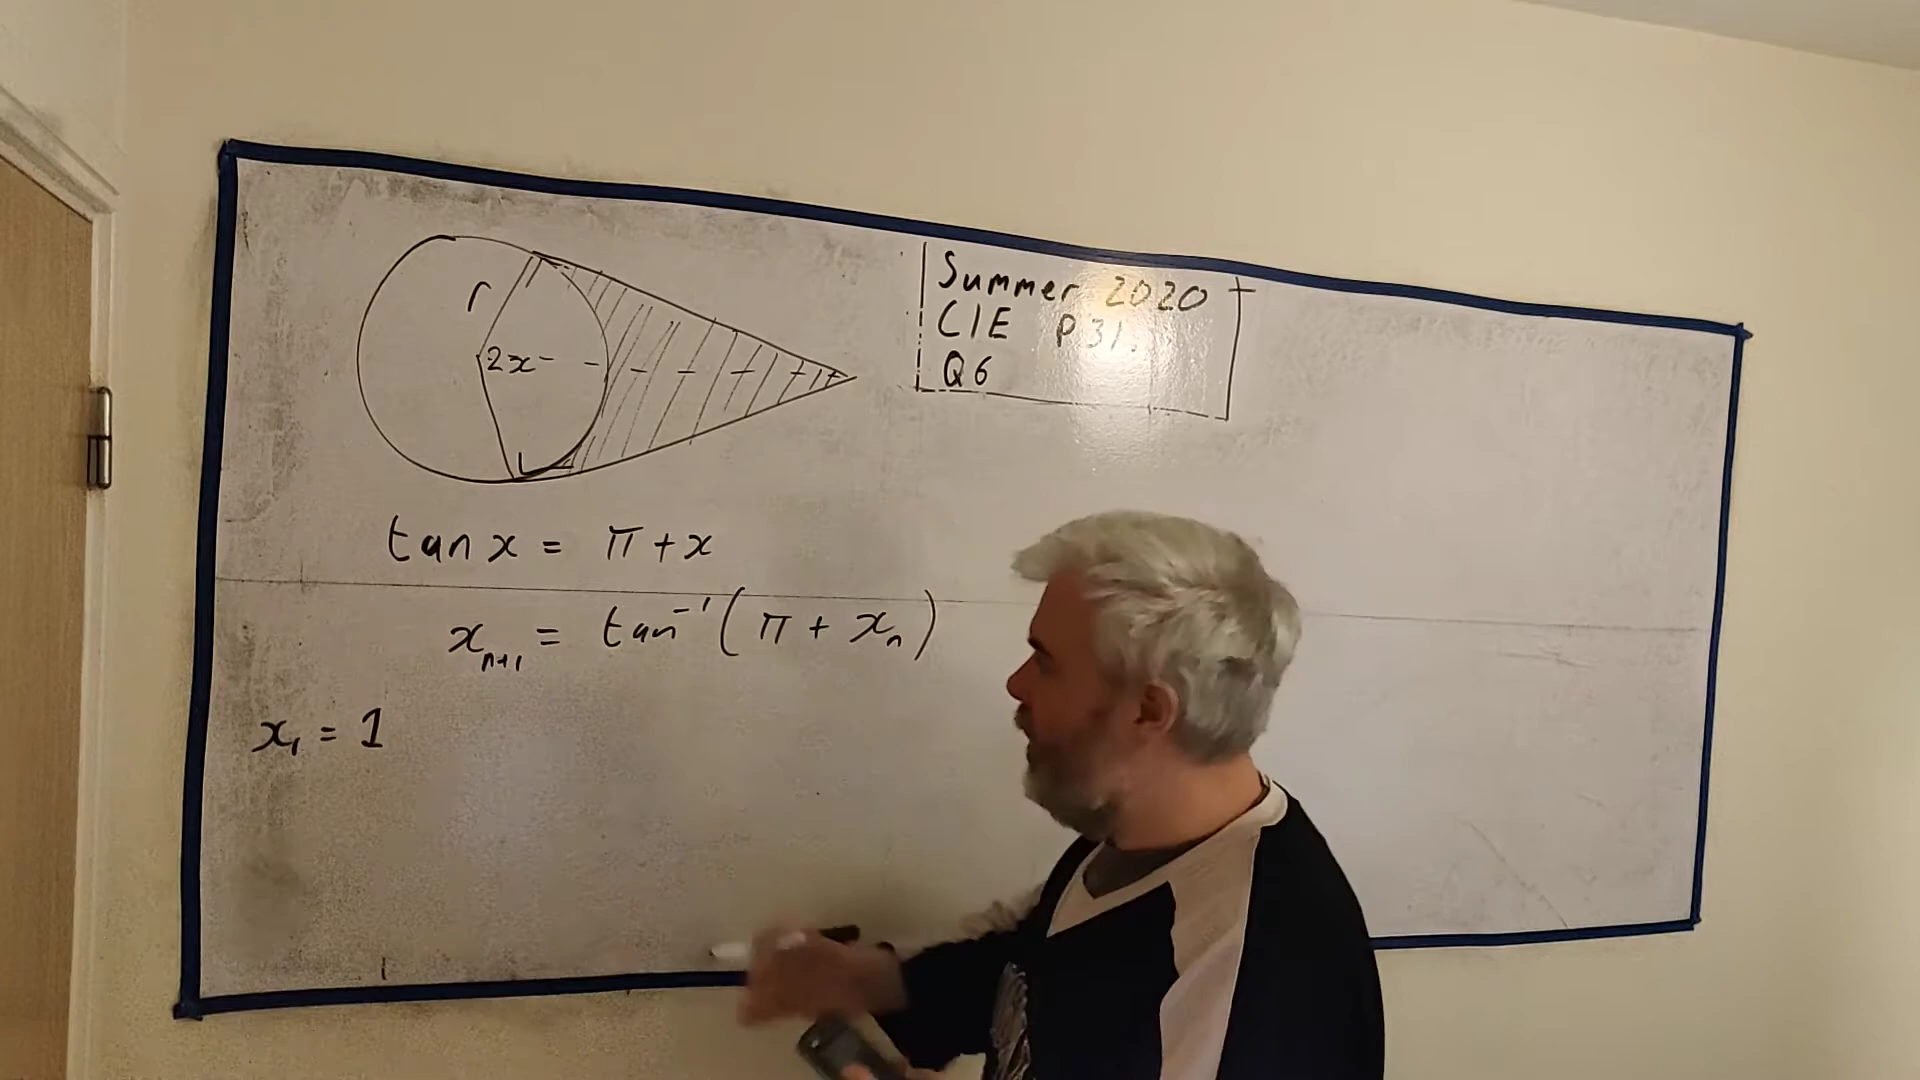 r
2x
Summer 2020
CIE P31.
Q6
tan x = π + x
xₙ₊₁ = tan⁻¹(π + xₙ)
x₁ = 1